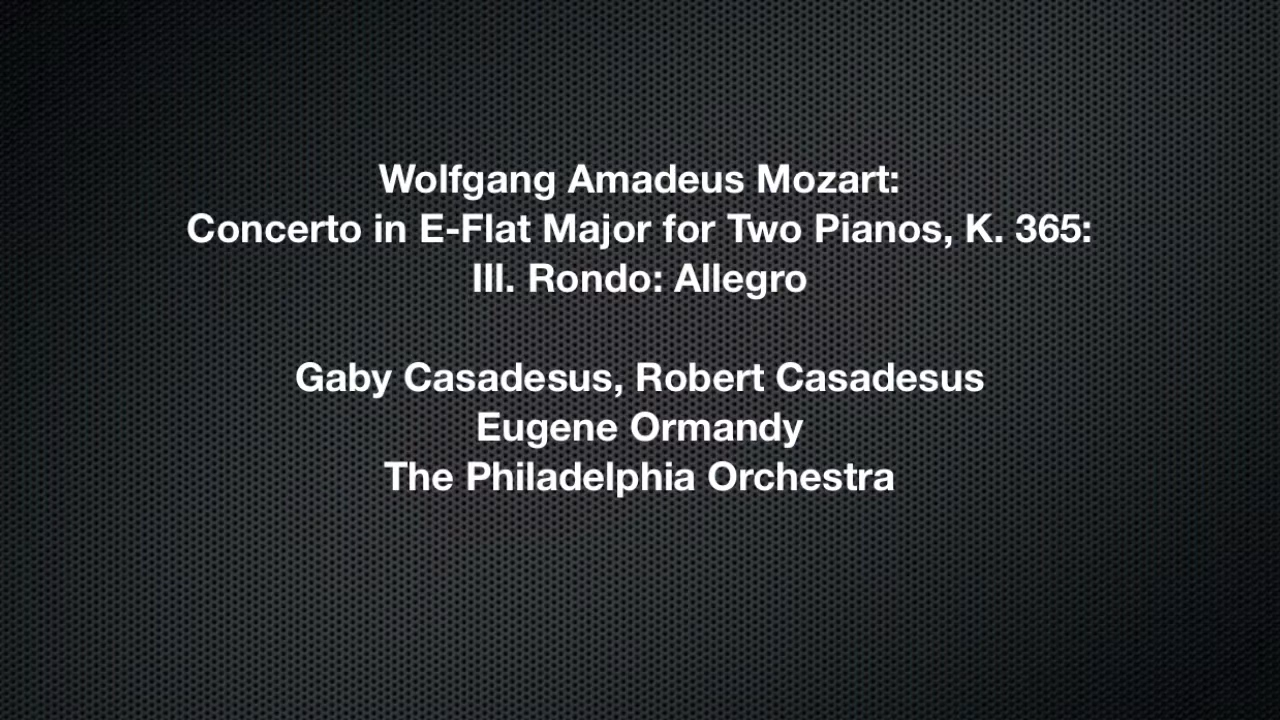 Wolfgang Amadeus Mozart:
Concerto in E-Flat Major for Two Pianos, K. 365:
III. Rondo: Allegro
Gaby Casadesus, Robert Casadesus
Eugene Ormandy
The Philadelphia Orchestra